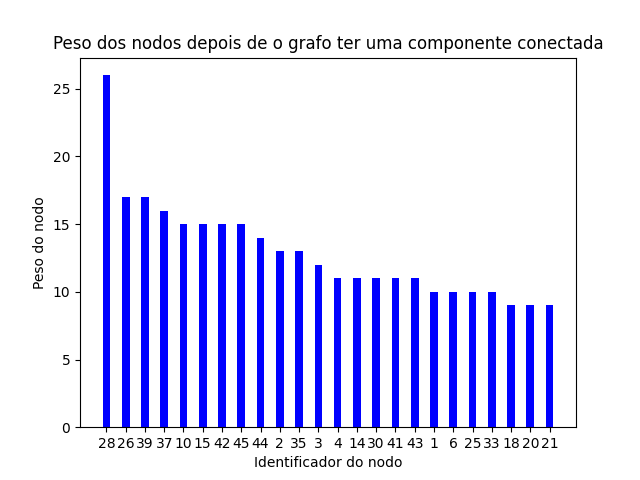 Peso dos nodos depois de o grafo ter uma componente conectada
Peso do nodo
25
20
15
10
5
0
28 26 39 37 10 15 42 45 44 2 35 3 4 14 30 41 43 1 6 25 33 18 20 21
Identificador do nodo